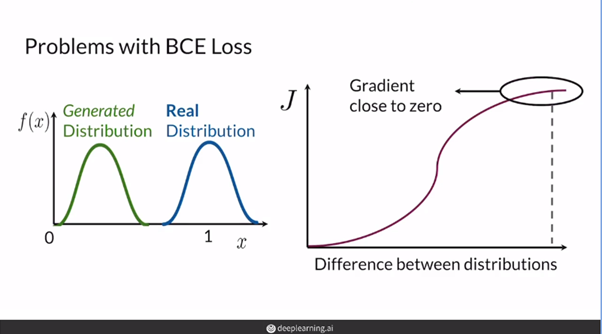 Problems with BCE Loss
f(x)
Generated
Distribution
Real
Distribution
0
1
x
J
Gradient
close to zero
Difference between distributions
deeplearning.ai